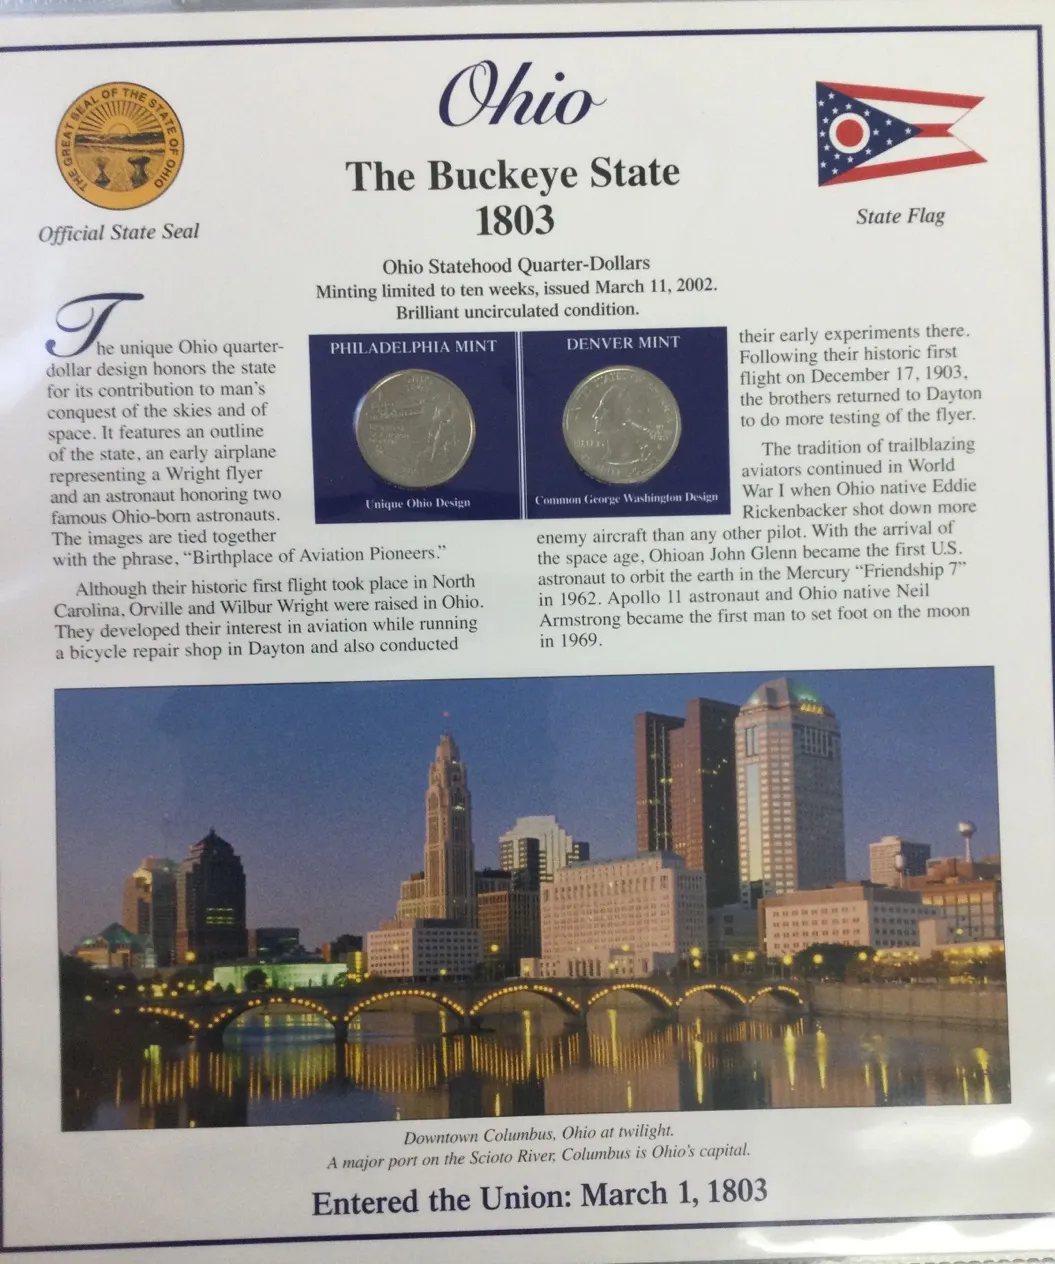 Ohio
THE GREAT SEAL OF THE STATE OF OHIO
Official State Seal
The Buckeye State
1803
State Flag
Ohio Statehood Quarter-Dollars
Minting limited to ten weeks, issued March 11, 2002.
Brilliant uncirculated condition.
The unique Ohio quarter-
dollar design honors the state
for its contribution to man's
conquest of the skies and of
space. It features an outline
of the state, an early airplane
representing a Wright flyer
and an astronaut honoring two
famous Ohio-born astronauts.
The images are tied together
with the phrase, “Birthplace of Aviation Pioneers.”
Although their historic first flight took place in North
Carolina, Orville and Wilbur Wright were raised in Ohio.
They developed their interest in aviation while running
a bicycle repair shop in Dayton and also conducted
PHILADELPHIA MINT
Unique Ohio Design
DENVER MINT
Common George Washington Design
their early experiments there.
Following their historic first
flight on December 17, 1903,
the brothers returned to Dayton
to do more testing of the flyer.
The tradition of trailblazing
aviators continued in World
War I when Ohio native Eddie
Rickenbacker shot down more
enemy aircraft than any other pilot. With the arrival of
the space age, Ohioan John Glenn became the first U.S.
astronaut to orbit the earth in the Mercury “Friendship 7”
in 1962. Apollo 11 astronaut and Ohio native Neil
Armstrong became the first man to set foot on the moon
in 1969.
Downtown Columbus, Ohio at twilight.
A major port on the Scioto River, Columbus is Ohio's capital.
Entered the Union: March 1, 1803